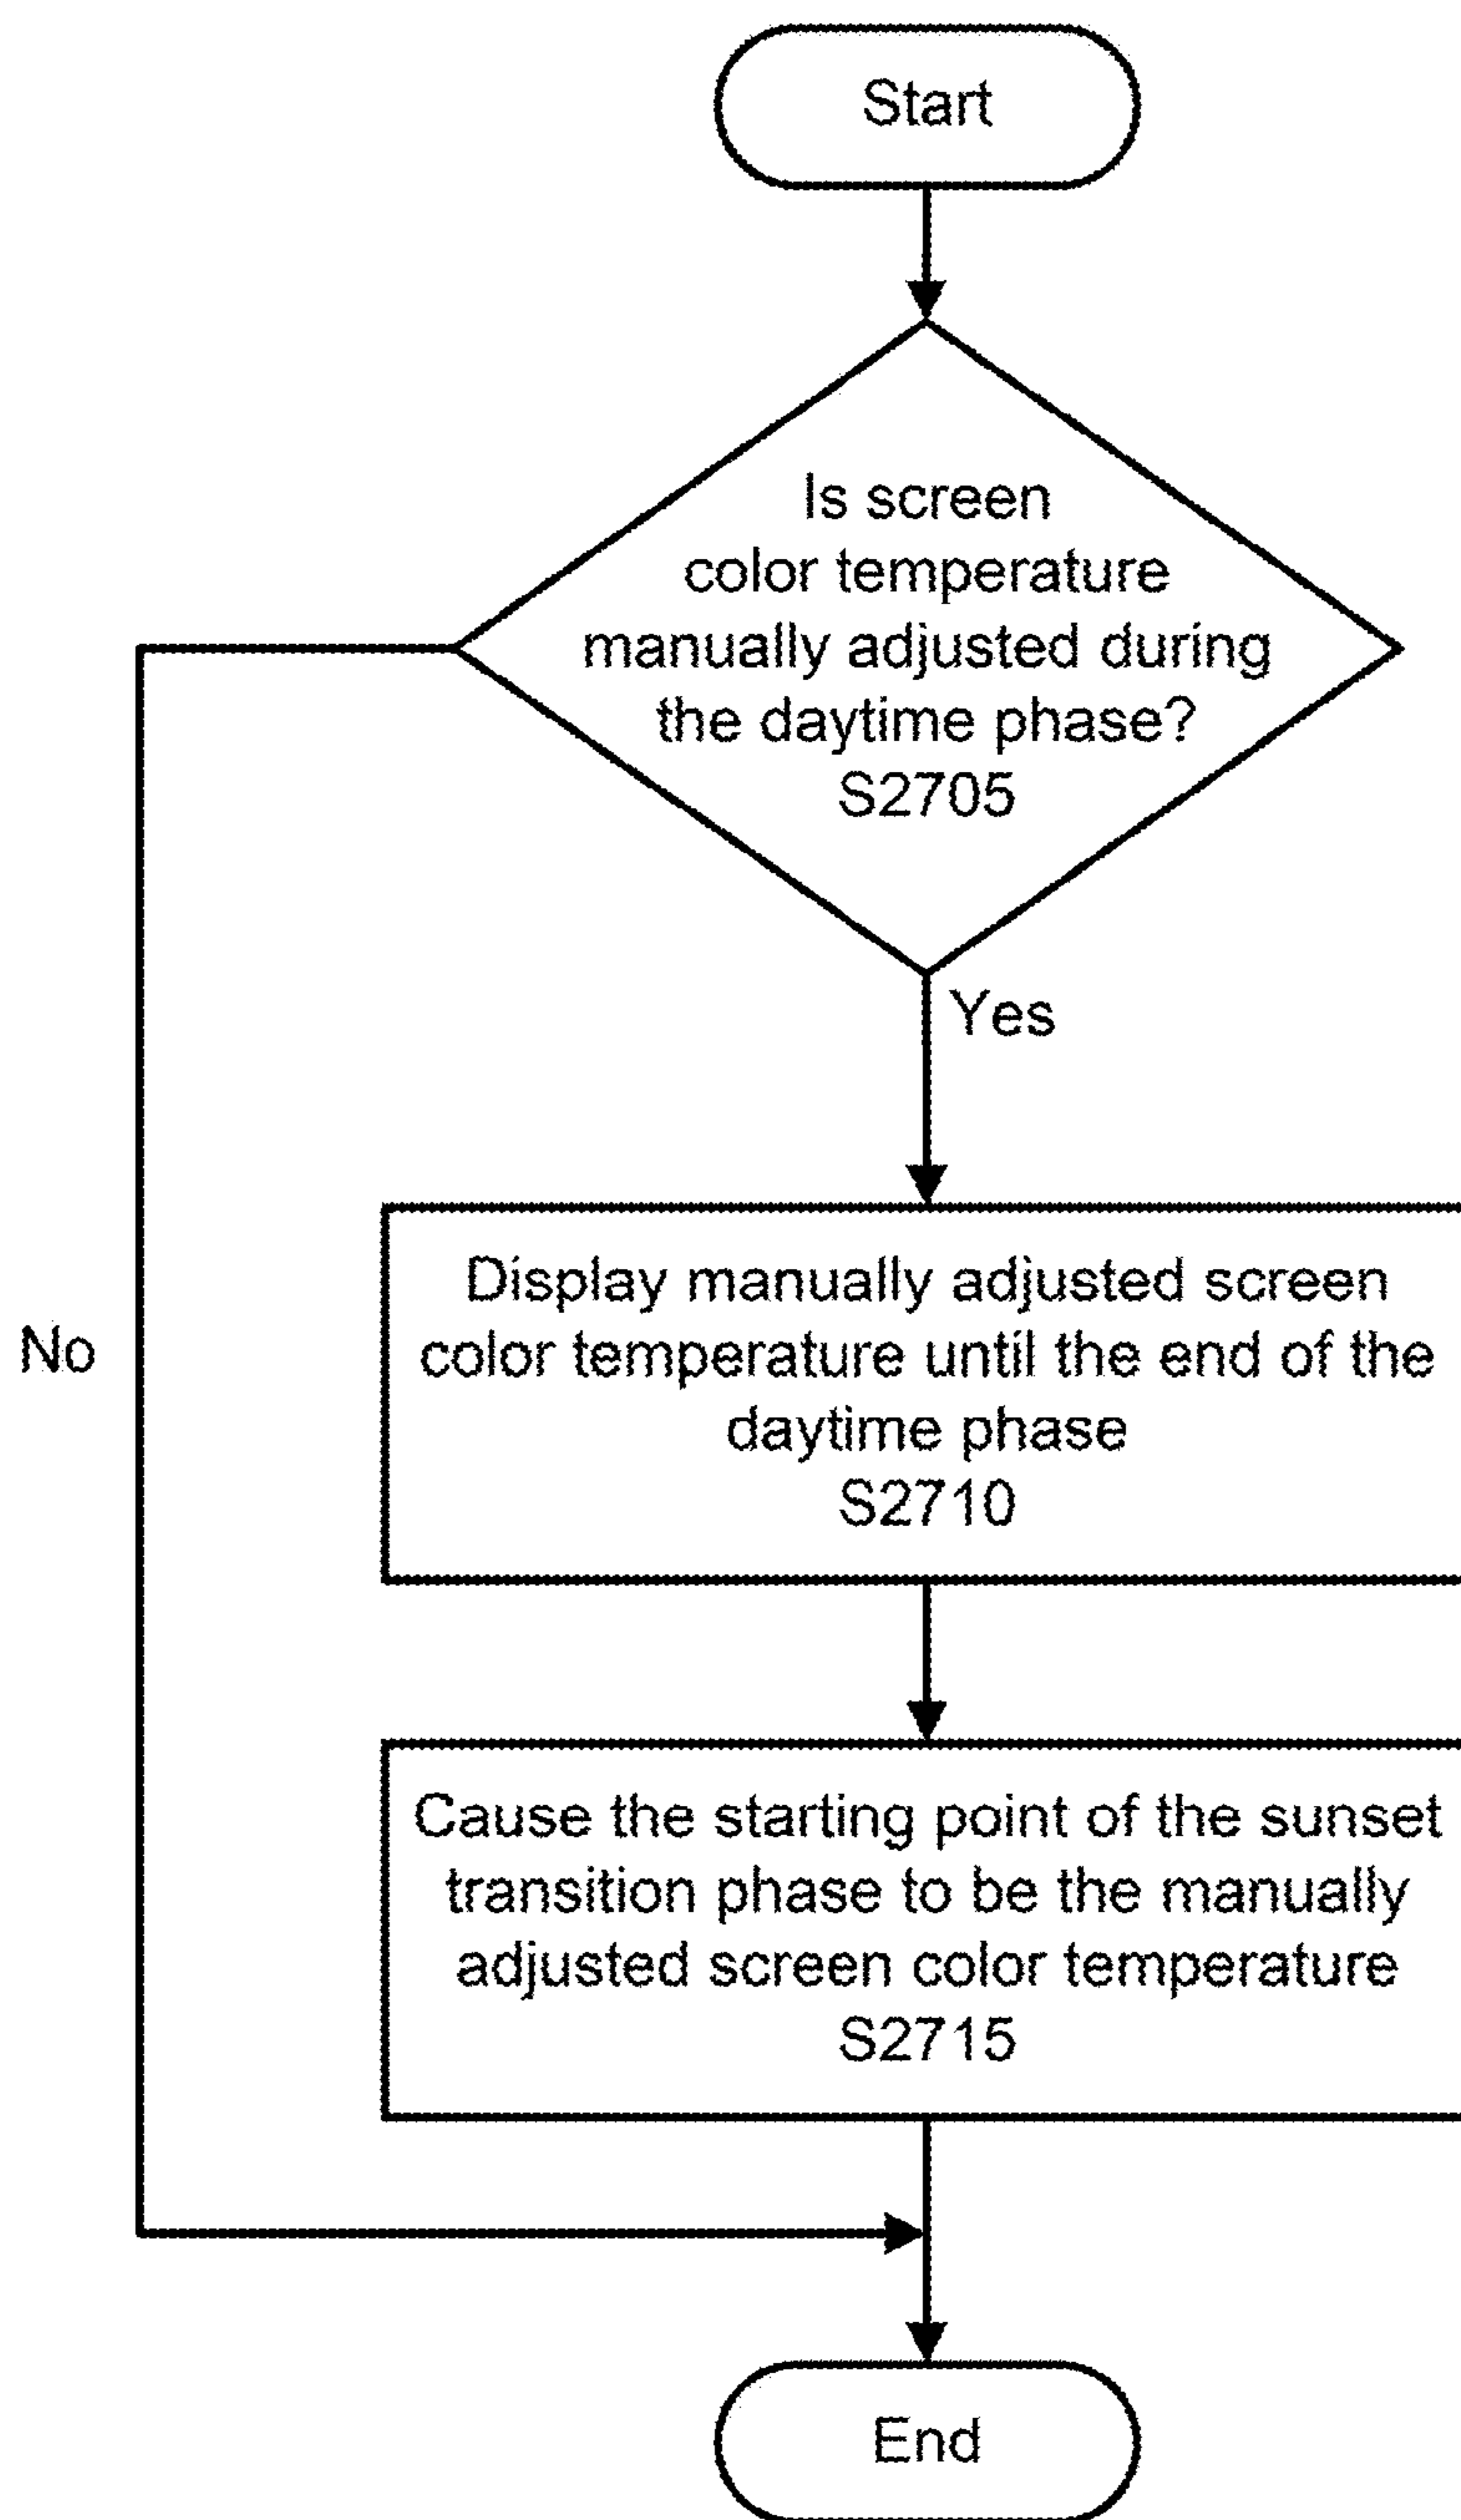 Start
Is screen
color temperature
manually adjusted during
the daytime phase?
S2705
Yes
No
Display manually adjusted screen
color temperature until the end of the
daytime phase
S2710
Cause the starting point of the sunset
transition phase to be the manually
adjusted screen color temperature
S2715
End